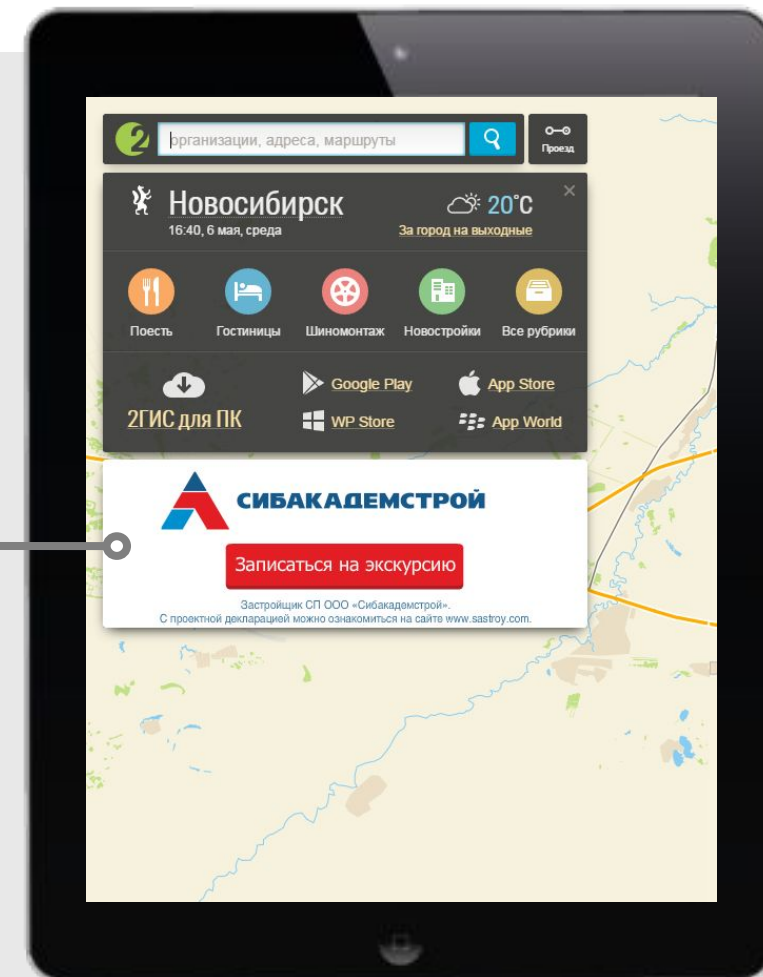 2
организации, адреса, маршруты
Проезд
Новосибирск
20°C
16:40, 6 мая, среда
За город на выходные
Поесть
Гостиницы
Шиномонтаж
Новостройки
Все рубрики
2ГИС для ПК
Google Play
App Store
WP Store
App World
СИБАКАДЕМСТРОЙ
Записаться на экскурсию
Застройщик СП ООО «Сибакадемстрой».
С проектной декларацией можно ознакомиться на сайте www.sastroy.com.